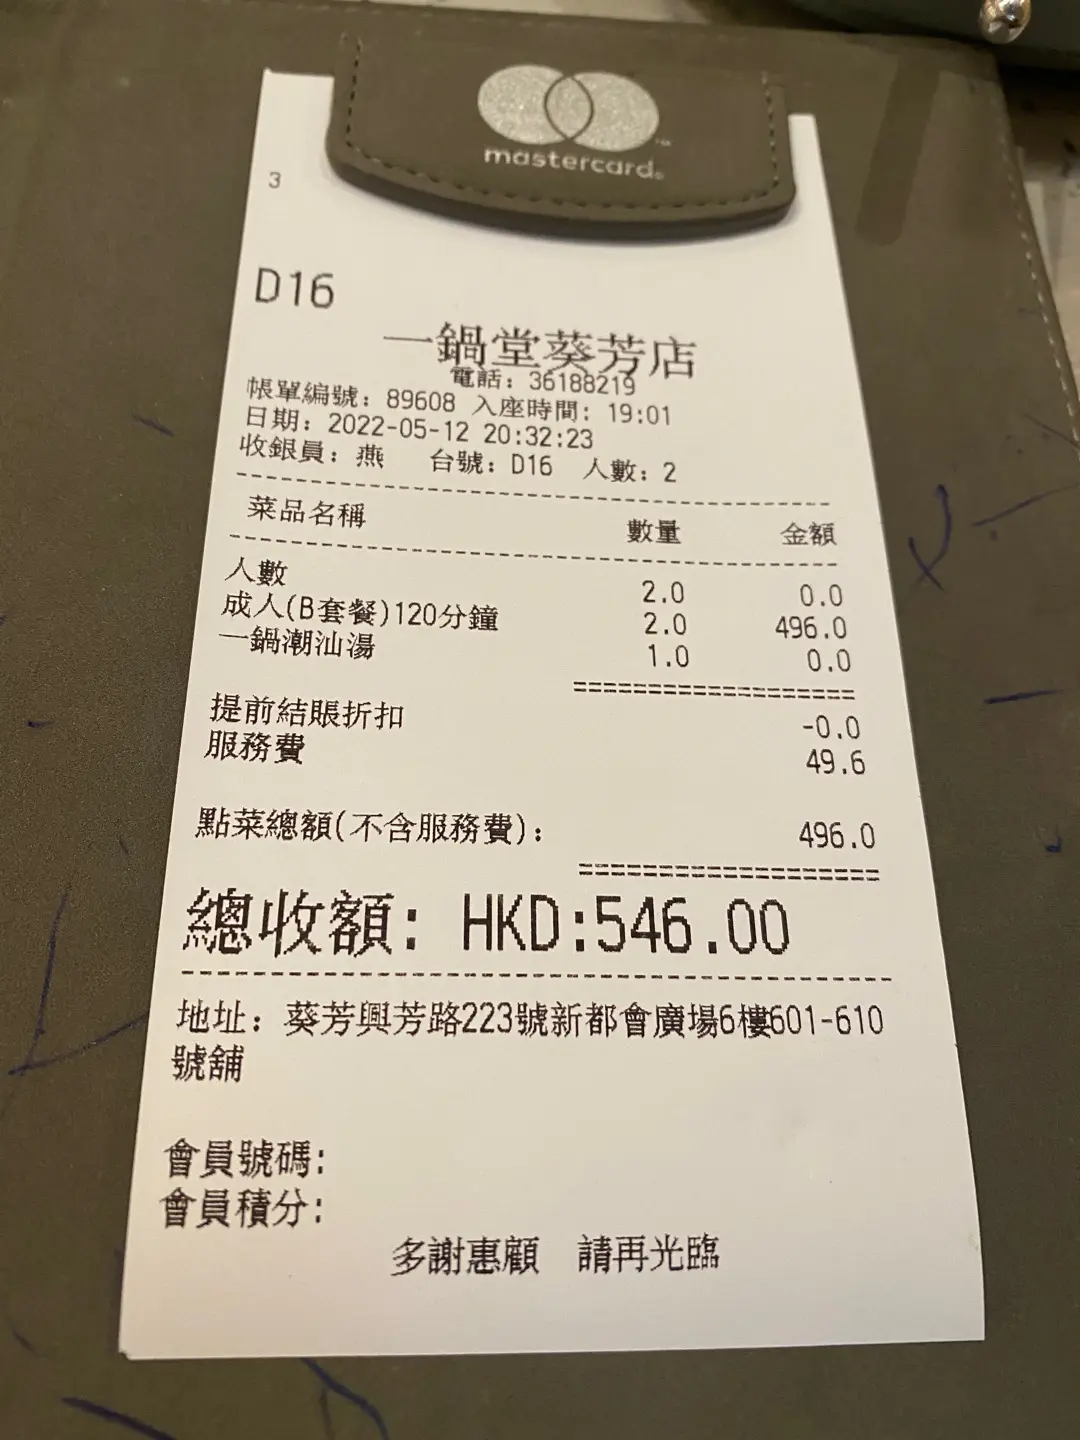 mastercard®
3
D16
一鍋堂葵芳店
電話：36188219
帳單編號：89608 入座時間：19:01
日期：2022-05-12 20:32:23
收銀員：燕 台號：D16 人數：2
菜品名稱 數量 金額
人數 2.0 0.0
成人(B套餐)120分鐘 2.0 496.0
一鍋潮汕湯 1.0 0.0
提前結賬折扣 -0.0
服務費 49.6
點菜總額(不含服務費)： 496.0
總收額：HKD:546.00
地址：葵芳興芳路223號新都會廣場6樓601-610
號舖
會員號碼：
會員積分：
多謝惠顧 請再光臨